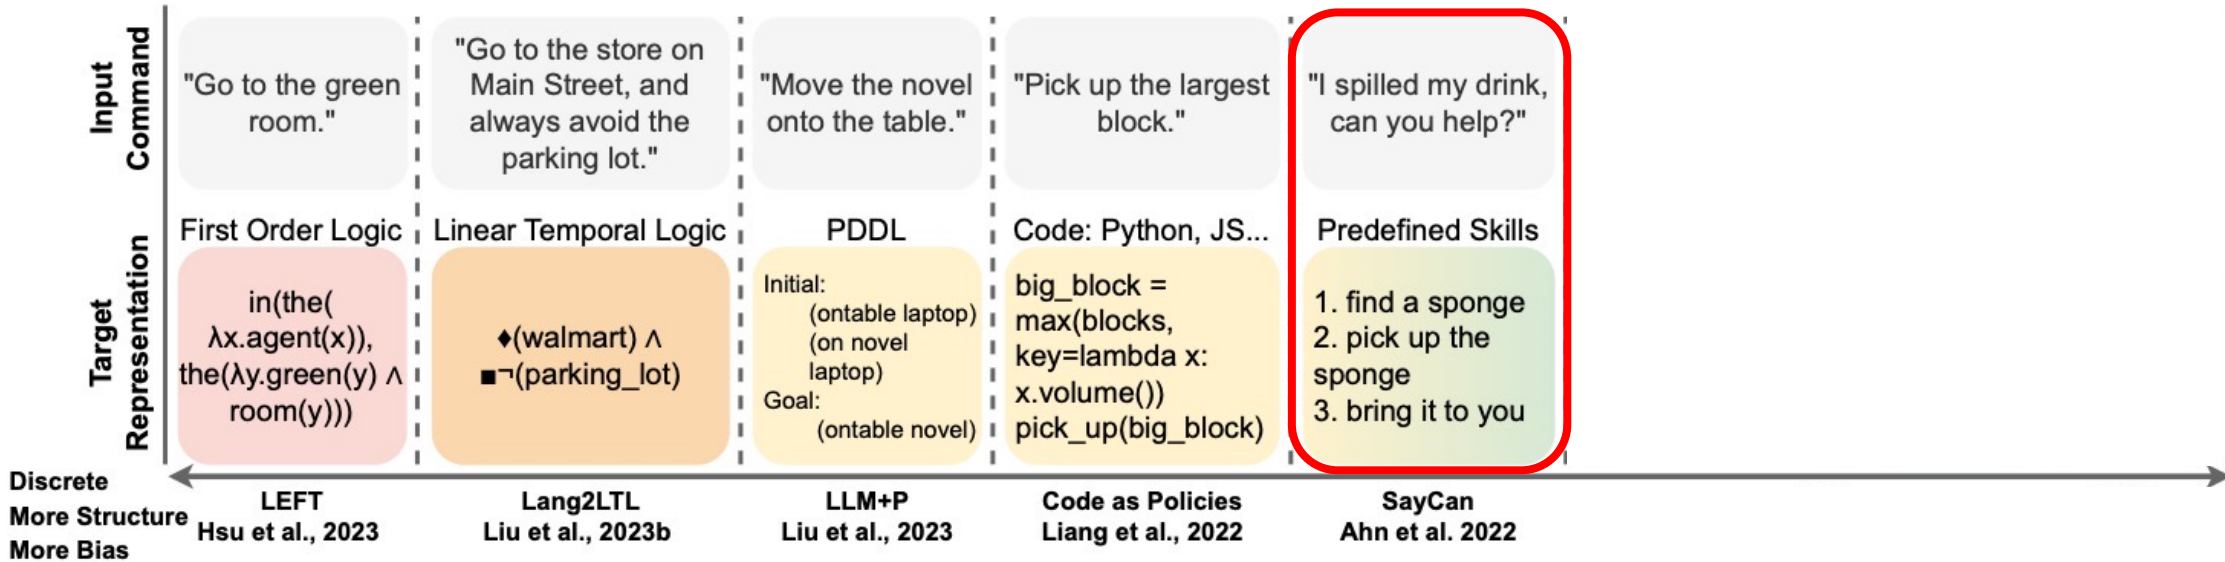 Input
Command
"Go to the green
room."
"Go to the store on
Main Street, and
always avoid the
parking lot."
"Move the novel
onto the table."
"Pick up the largest
block."
"I spilled my drink,
can you help?"
Target
Representation
First Order Logic
in(the(
λx.agent(x)),
the(λy.green(y) ∧
room(y)))
Linear Temporal Logic
♦(walmart) ∧
■¬(parking_lot)
PDDL
Initial:
(ontable laptop)
(on novel
laptop)
Goal:
(ontable novel)
Code: Python, JS...
big_block =
max(blocks,
key=lambda x:
x.volume())
pick_up(big_block)
Predefined Skills
1. find a sponge
2. pick up the
sponge
3. bring it to you
Discrete
More Structure
More Bias
LEFT
Hsu et al., 2023
Lang2LTL
Liu et al., 2023b
LLM+P
Liu et al., 2023
Code as Policies
Liang et al., 2022
SayCan
Ahn et al. 2022